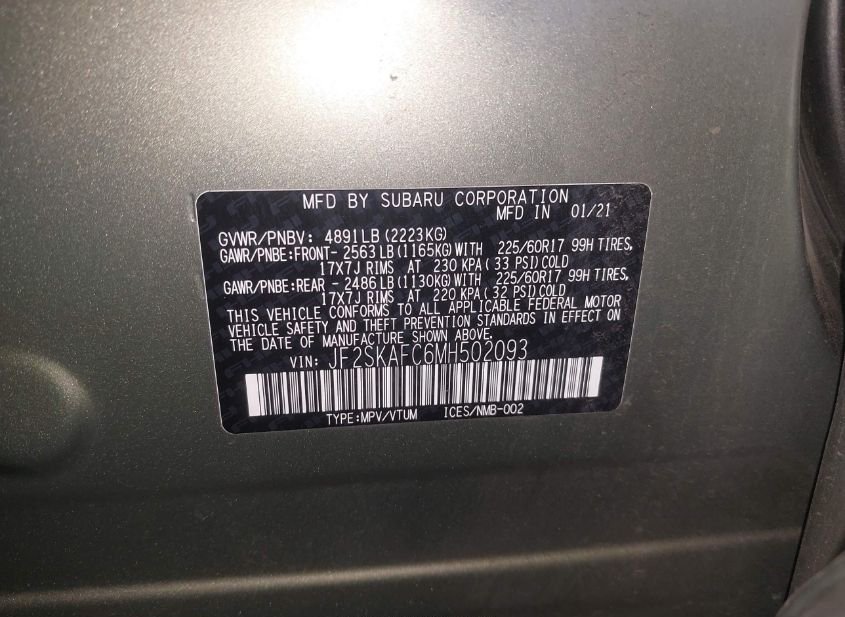 MFD BY SUBARU CORPORATION
MFD IN 01/21
GVWR/PNBV: 4891LB(2223KG)
GAWR/PNBE:FRONT- 2563LB(1165KG)WITH 225/60R17 99H TIRES,
17X7J RIMS AT 230 KPA(33 PSI)COLD
GAWR/PNBE:REAR - 2486LB(1130KG)WITH 225/60R17 99H TIRES,
17X7J RIMS AT 220 KPA(32 PSI)COLD
THIS VEHICLE CONFORMS TO ALL APPLICABLE FEDERAL MOTOR
VEHICLE SAFETY AND THEFT PREVENTION STANDARDS IN EFFECT ON
THE DATE OF MANUFACTURE SHOWN ABOVE.
VIN: JF2SKAFC6MH502093
TYPE:MPV/VTUM ICES/NMB-002